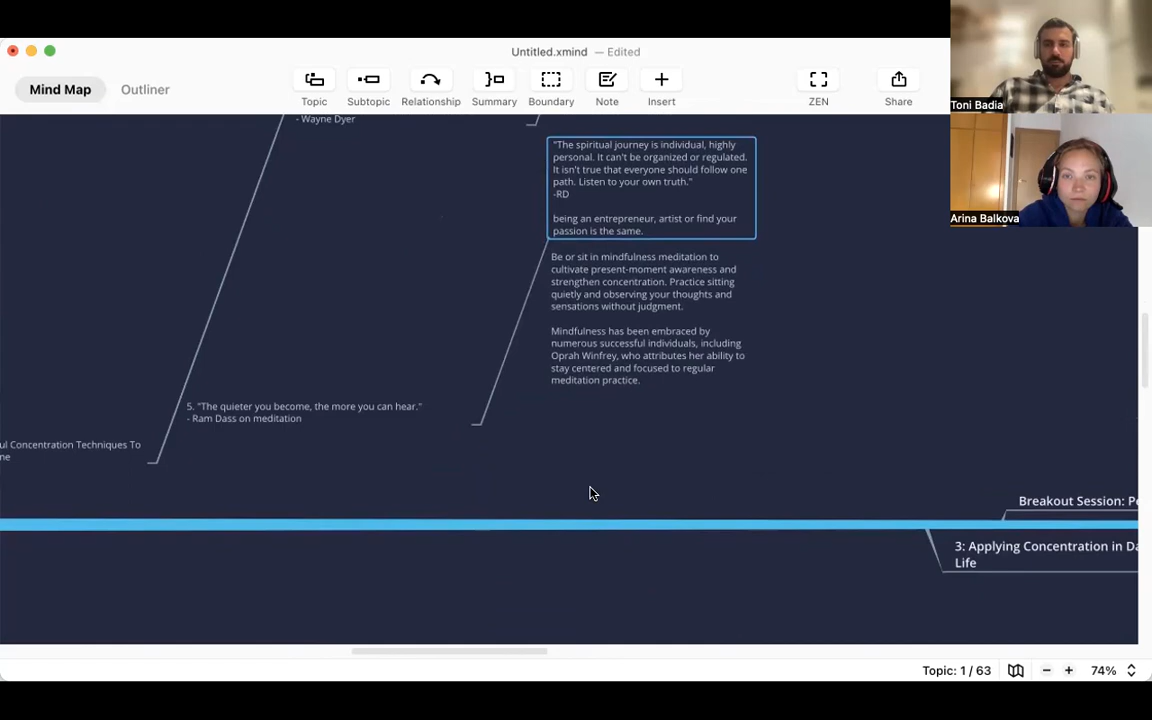 Untitled.xmind — Edited
Mind Map
Outliner
Topic
Subtopic
Relationship
Summary
Boundary
Note
Insert
ZEN
Share
Toni Badia
Arina Balkova
- Wayne Dyer
"The spiritual journey is individual, highly
personal. It can't be organized or regulated.
It isn't true that everyone should follow one
path. Listen to your own truth."
-RD
being an entrepreneur, artist or find your
passion is the same.
Be or sit in mindfulness meditation to
cultivate present-moment awareness and
strengthen concentration. Practice sitting
quietly and observing your thoughts and
sensations without judgment.
Mindfulness has been embraced by
numerous successful individuals, including
Oprah Winfrey, who attributes her ability to
stay centered and focused to regular
meditation practice.
5. "The quieter you become, the more you can hear."
- Ram Dass on meditation
ul Concentration Techniques To
ne
Breakout Session: Pe
3: Applying Concentration in Da
Life
Topic: 1 / 63
74%